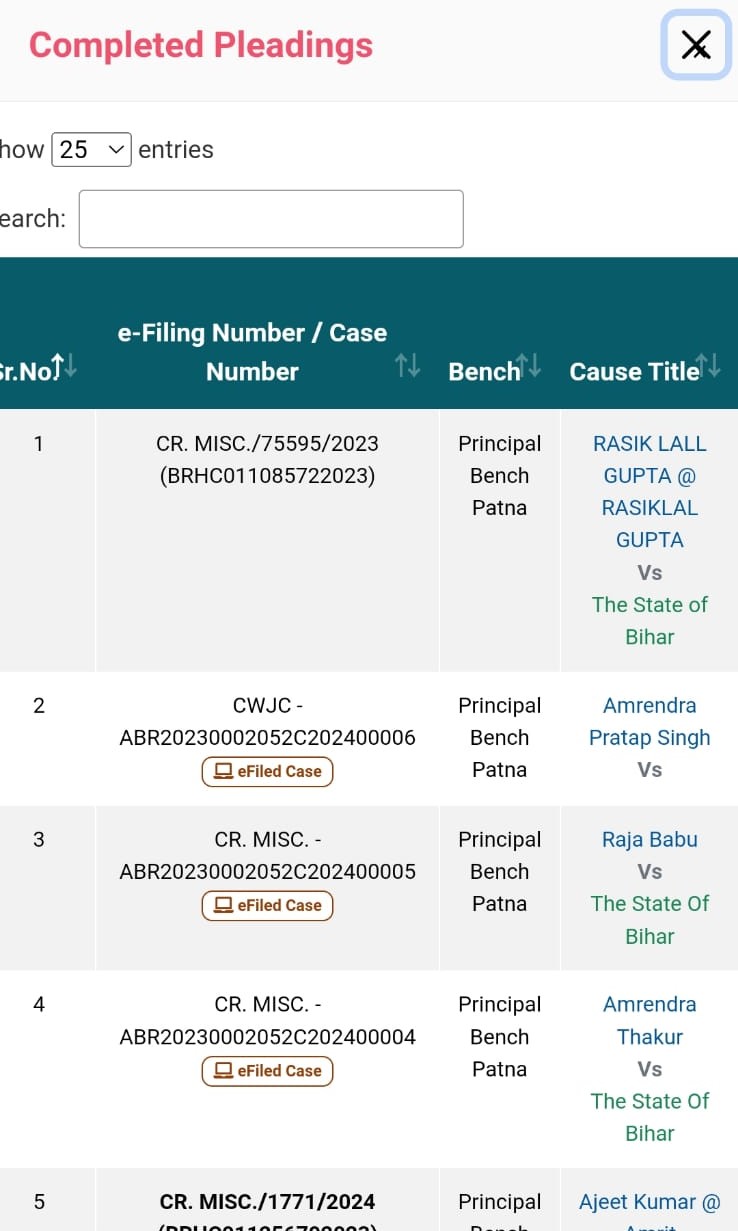 Completed Pleadings
how 25 entries
earch:
Sr.No.
e-Filing Number / Case
Number
Bench
Cause Title
1
CR. MISC./75595/2023
(BRHC011085722023)
Principal
Bench
Patna
RASIK LALL
GUPTA @
RASIKLAL
GUPTA
Vs
The State of
Bihar
2
CWJC -
ABR20230002052C202400006
eFiled Case
Principal
Bench
Patna
Amrendra
Pratap Singh
Vs
3
CR. MISC. -
ABR20230002052C202400005
eFiled Case
Principal
Bench
Patna
Raja Babu
Vs
The State Of
Bihar
4
CR. MISC. -
ABR20230002052C202400004
eFiled Case
Principal
Bench
Patna
Amrendra
Thakur
Vs
The State Of
Bihar
5
CR. MISC./1771/2024
Principal
Ajeet Kumar @